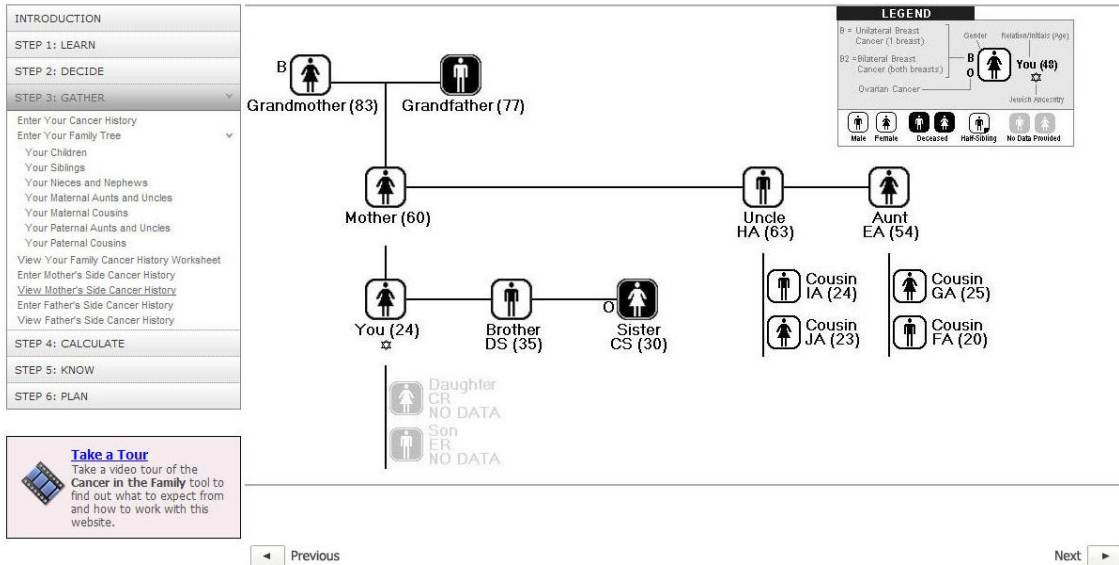 INTRODUCTION
STEP 1: LEARN
STEP 2: DECIDE
STEP 3: GATHER
Enter Your Cancer History
Enter Your Family Tree
Your Children
Your Siblings
Your Nieces and Nephews
Your Maternal Aunts and Uncles
Your Maternal Cousins
Your Paternal Aunts and Uncles
Your Paternal Cousins
View Your Family Cancer History Worksheet
Enter Mother's Side Cancer History
View Mother's Side Cancer History
Enter Father's Side Cancer History
View Father's Side Cancer History
STEP 4: CALCULATE
STEP 5: KNOW
STEP 6: PLAN
Take a Tour
Take a video tour of the
Cancer in the Family tool to
find out what to expect from
and how to work with this
website.
LEGEND
B = Unilateral Breast
Cancer (1 breast)
B2 =Bilateral Breast
Cancer (both breasts)
Ovarian Cancer
Gender
Relation/Initials (Age)
B
O
You (48)
Jewish Ancestry
Male
Female
Deceased
Half-Sibling
No Data Provided
B
Grandmother (83)
Grandfather (77)
Mother (60)
Uncle
HA (63)
Aunt
EA (54)
Cousin
IA (24)
Cousin
JA (23)
Cousin
GA (25)
Cousin
FA (20)
You (24)
Brother
DS (35)
O
Sister
CS (30)
Daughter
CR
NO DATA
Son
ER
NO DATA
Previous
Next